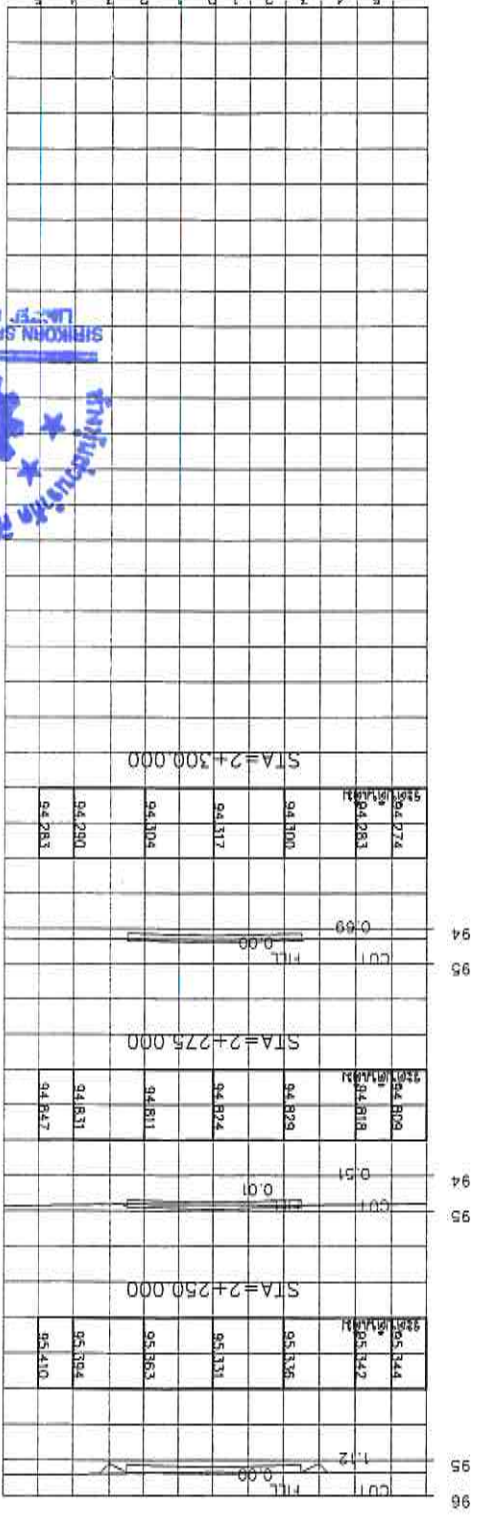 SIRIKORN
STA=2+300.000
94.283 94.290 94.304 94.317 94.300 94.283 94.274
0.69
0.00
CUT FILL
94
95
STA=2+275.000
94.847 94.831 94.811 94.824 94.829 94.818 94.809
0.51
0.01
CUT
94
95
STA=2+250.000
95.410 95.394 95.363 95.331 95.336 95.342 95.344
1.12
0.00
CUT FILL
95
96